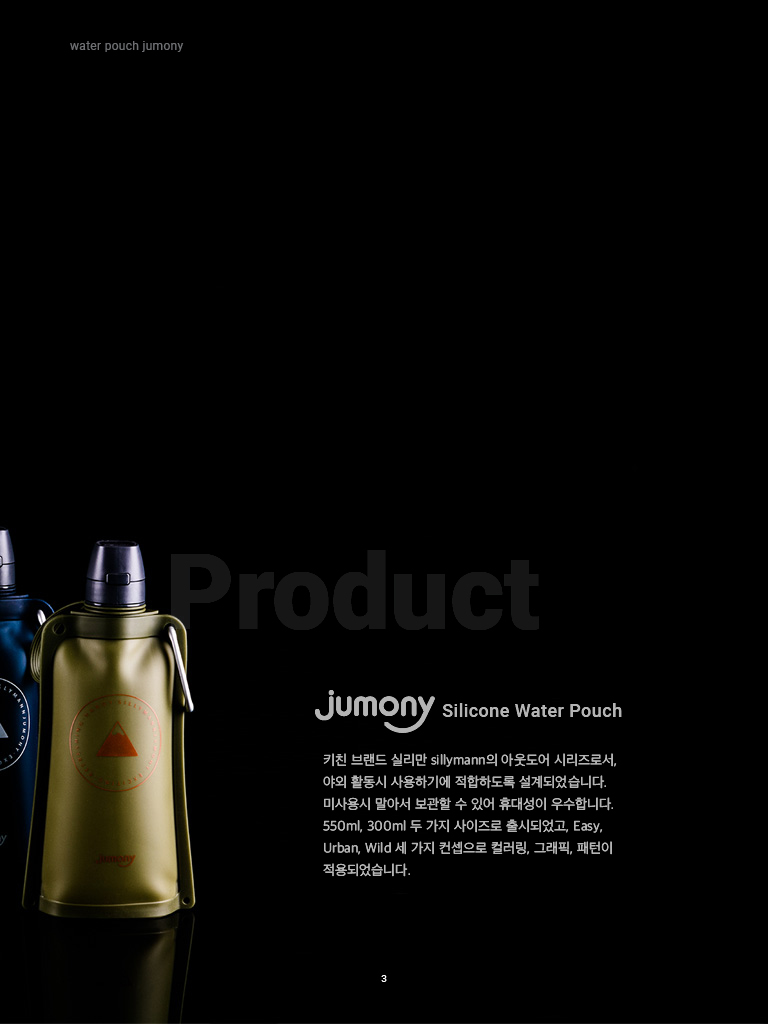 water pouch jumony
Product
jumony Silicone Water Pouch
키친 브랜드 실리만 sillymann의 아웃도어 시리즈로서,
야외 활동시 사용하기에 적합하도록 설계되었습니다.
미사용시 말아서 보관할 수 있어 휴대성이 우수합니다.
550ml, 300ml 두 가지 사이즈로 출시되었고, Easy,
Urban, Wild 세 가지 컨셉으로 컬러링, 그래픽, 패턴이
적용되었습니다.
jumony
3